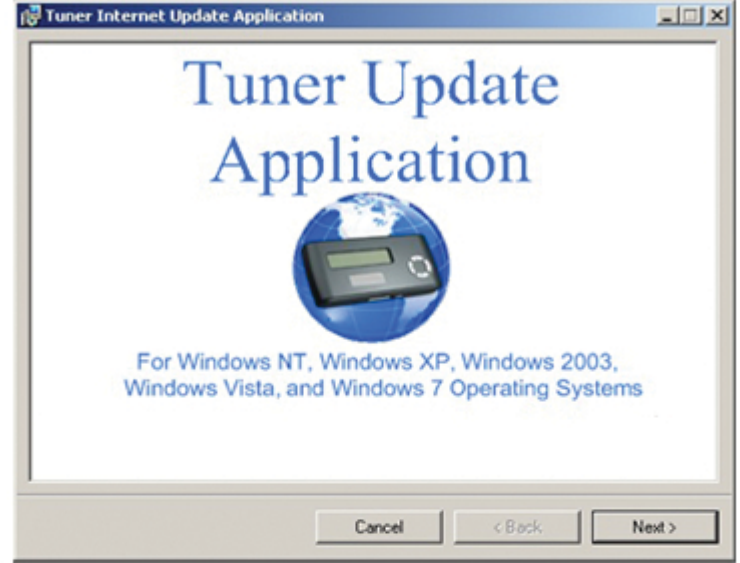 Tuner Internet Update Application
Tuner Update
Application
For Windows NT, Windows XP, Windows 2003,
Windows Vista, and Windows 7 Operating Systems
Cancel
< Back
Next >